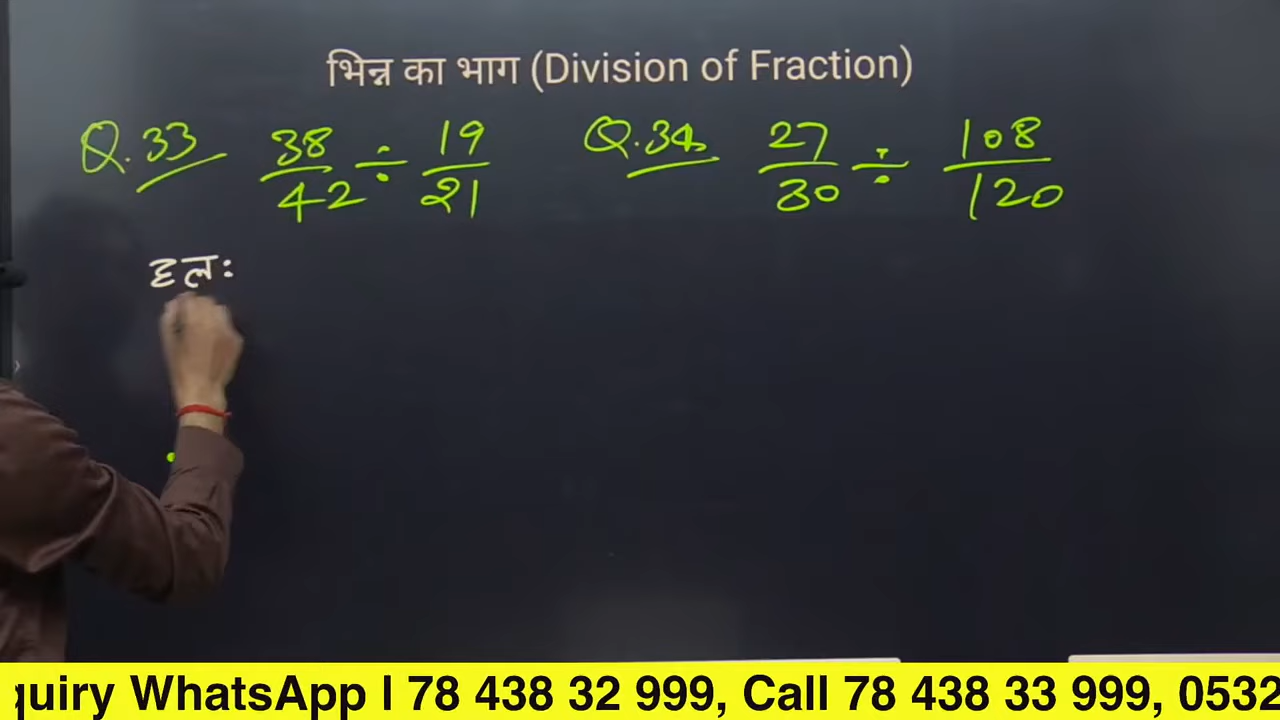 भिन्न का भाग (Division of Fraction)
Q.33 38/42 ÷ 19/21 Q.34 27/30 ÷ 108/120
हल:
quiry WhatsApp l 78 438 32 999, Call 78 438 33 999, 0532